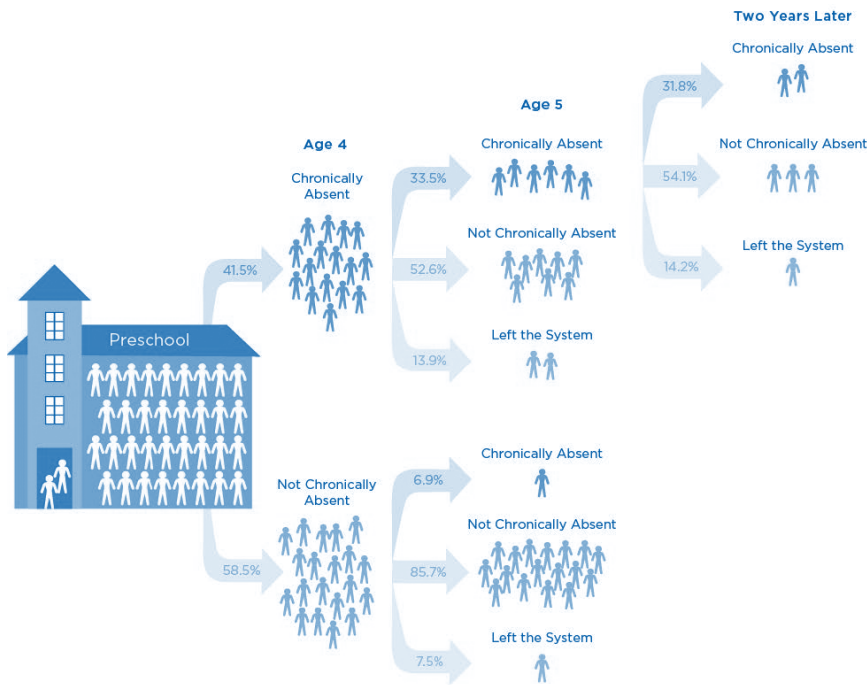 Two Years Later
Chronically Absent
31.8%
Age 5
Age 4
Chronically Absent
Not Chronically Absent
Chronically
Absent
33.5%
54.1%
Not Chronically Absent
Left the System
41.5%
52.6%
14.2%
Preschool
Left the System
13.9%
Chronically Absent
Not Chronically
Absent
6.9%
Not Chronically Absent
58.5%
85.7%
Left the System
7.5%